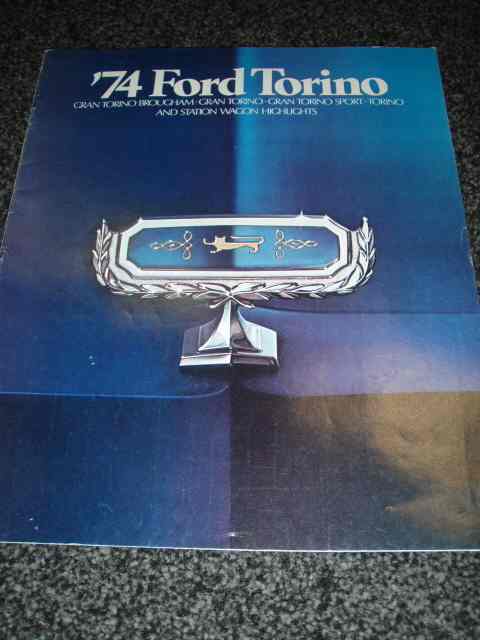 '74 Ford Torino
GRAN TORINO BROUGHAM · GRAN TORINO · GRAN TORINO SPORT · TORINO
AND STATION WAGON HIGHLIGHTS